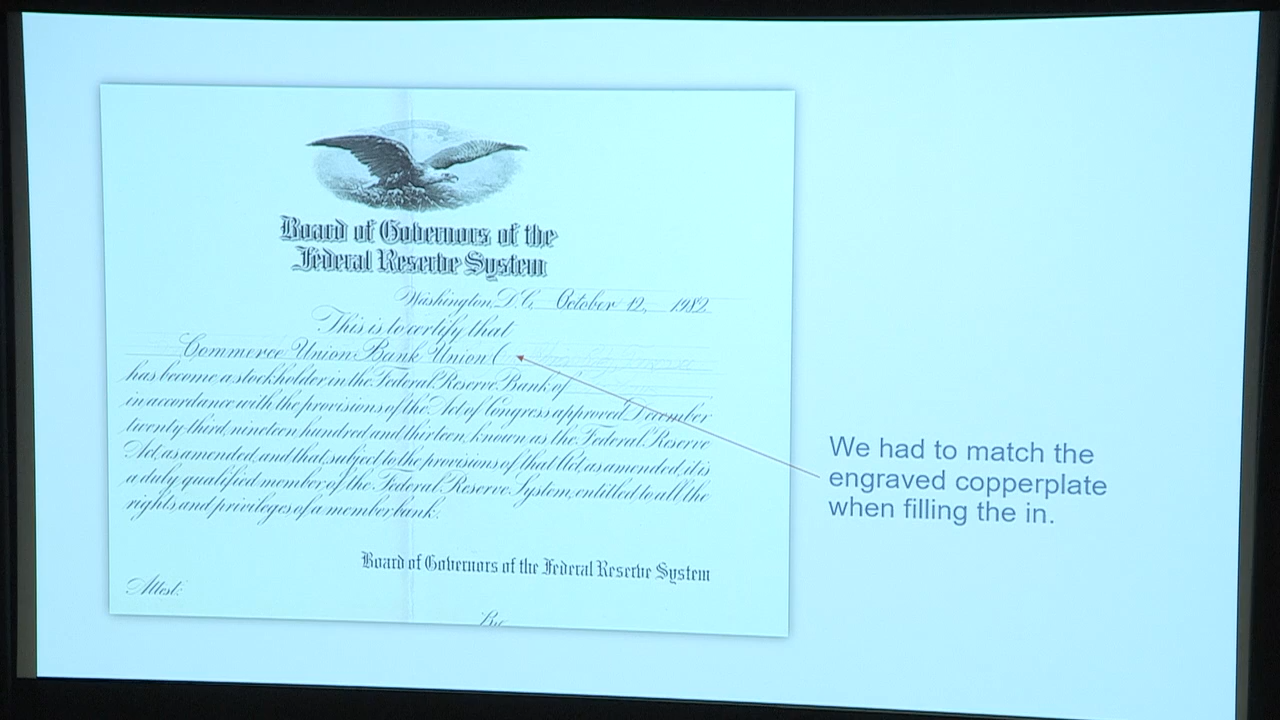 Board of Governors of the
Federal Reserve System
Washington, D.C. October 12, 1982.
This is to certify that
Commerce Union Bank Union C
has become a stockholder in the Federal Reserve Bank of
in accordance with the provisions of the Act of Congress approved December
twenty third, nineteen hundred and thirteen, known as the Federal Reserve
Act, as amended, and that, subject to the provisions of that Act, as amended, it is
a duly qualified member of the Federal Reserve System, entitled to all the
rights and privileges of a member bank.
Board of Governors of the Federal Reserve System
Attest:
By
We had to match the
engraved copperplate
when filling the in.